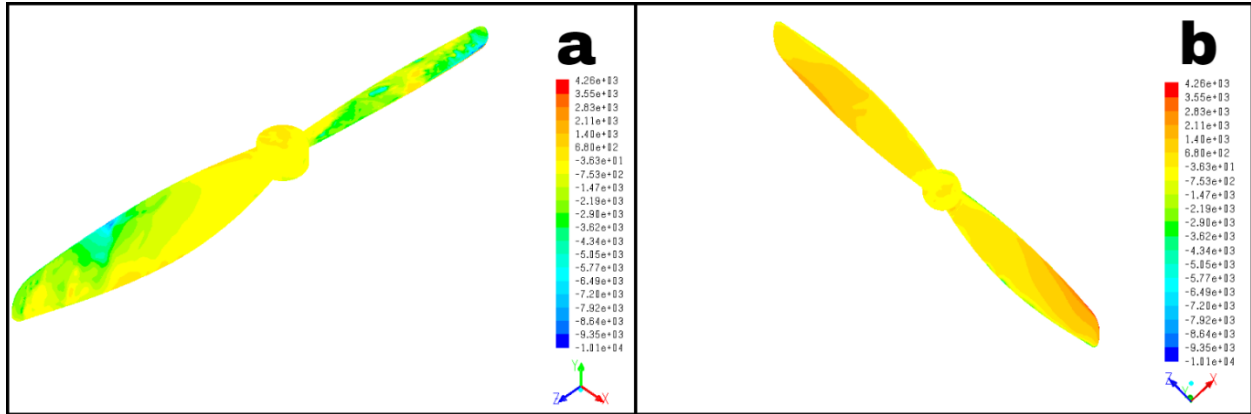 a
4.26e+03
3.55e+03
2.83e+03
2.11e+03
1.40e+03
6.80e+02
-3.63e+01
-7.53e+02
-1.47e+03
-2.19e+03
-2.90e+03
-3.62e+03
-4.34e+03
-5.05e+03
-5.77e+03
-6.49e+03
-7.20e+03
-7.92e+03
-8.64e+03
-9.35e+03
-1.01e+04
Y
Z
X
b
4.26e+03
3.55e+03
2.83e+03
2.11e+03
1.40e+03
6.80e+02
-3.63e+01
-7.53e+02
-1.47e+03
-2.19e+03
-2.90e+03
-3.62e+03
-4.34e+03
-5.05e+03
-5.77e+03
-6.49e+03
-7.20e+03
-7.92e+03
-8.64e+03
-9.35e+03
-1.01e+04
Z
Y
X